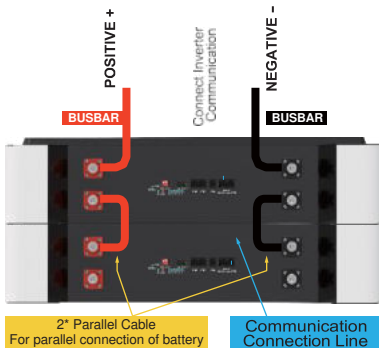 POSITIVE +
Connect Inverter
Communication
NEGATIVE -
BUSBAR
BUSBAR
2* Parallel Cable
For parallel connection of battery
Communication
Connection Line